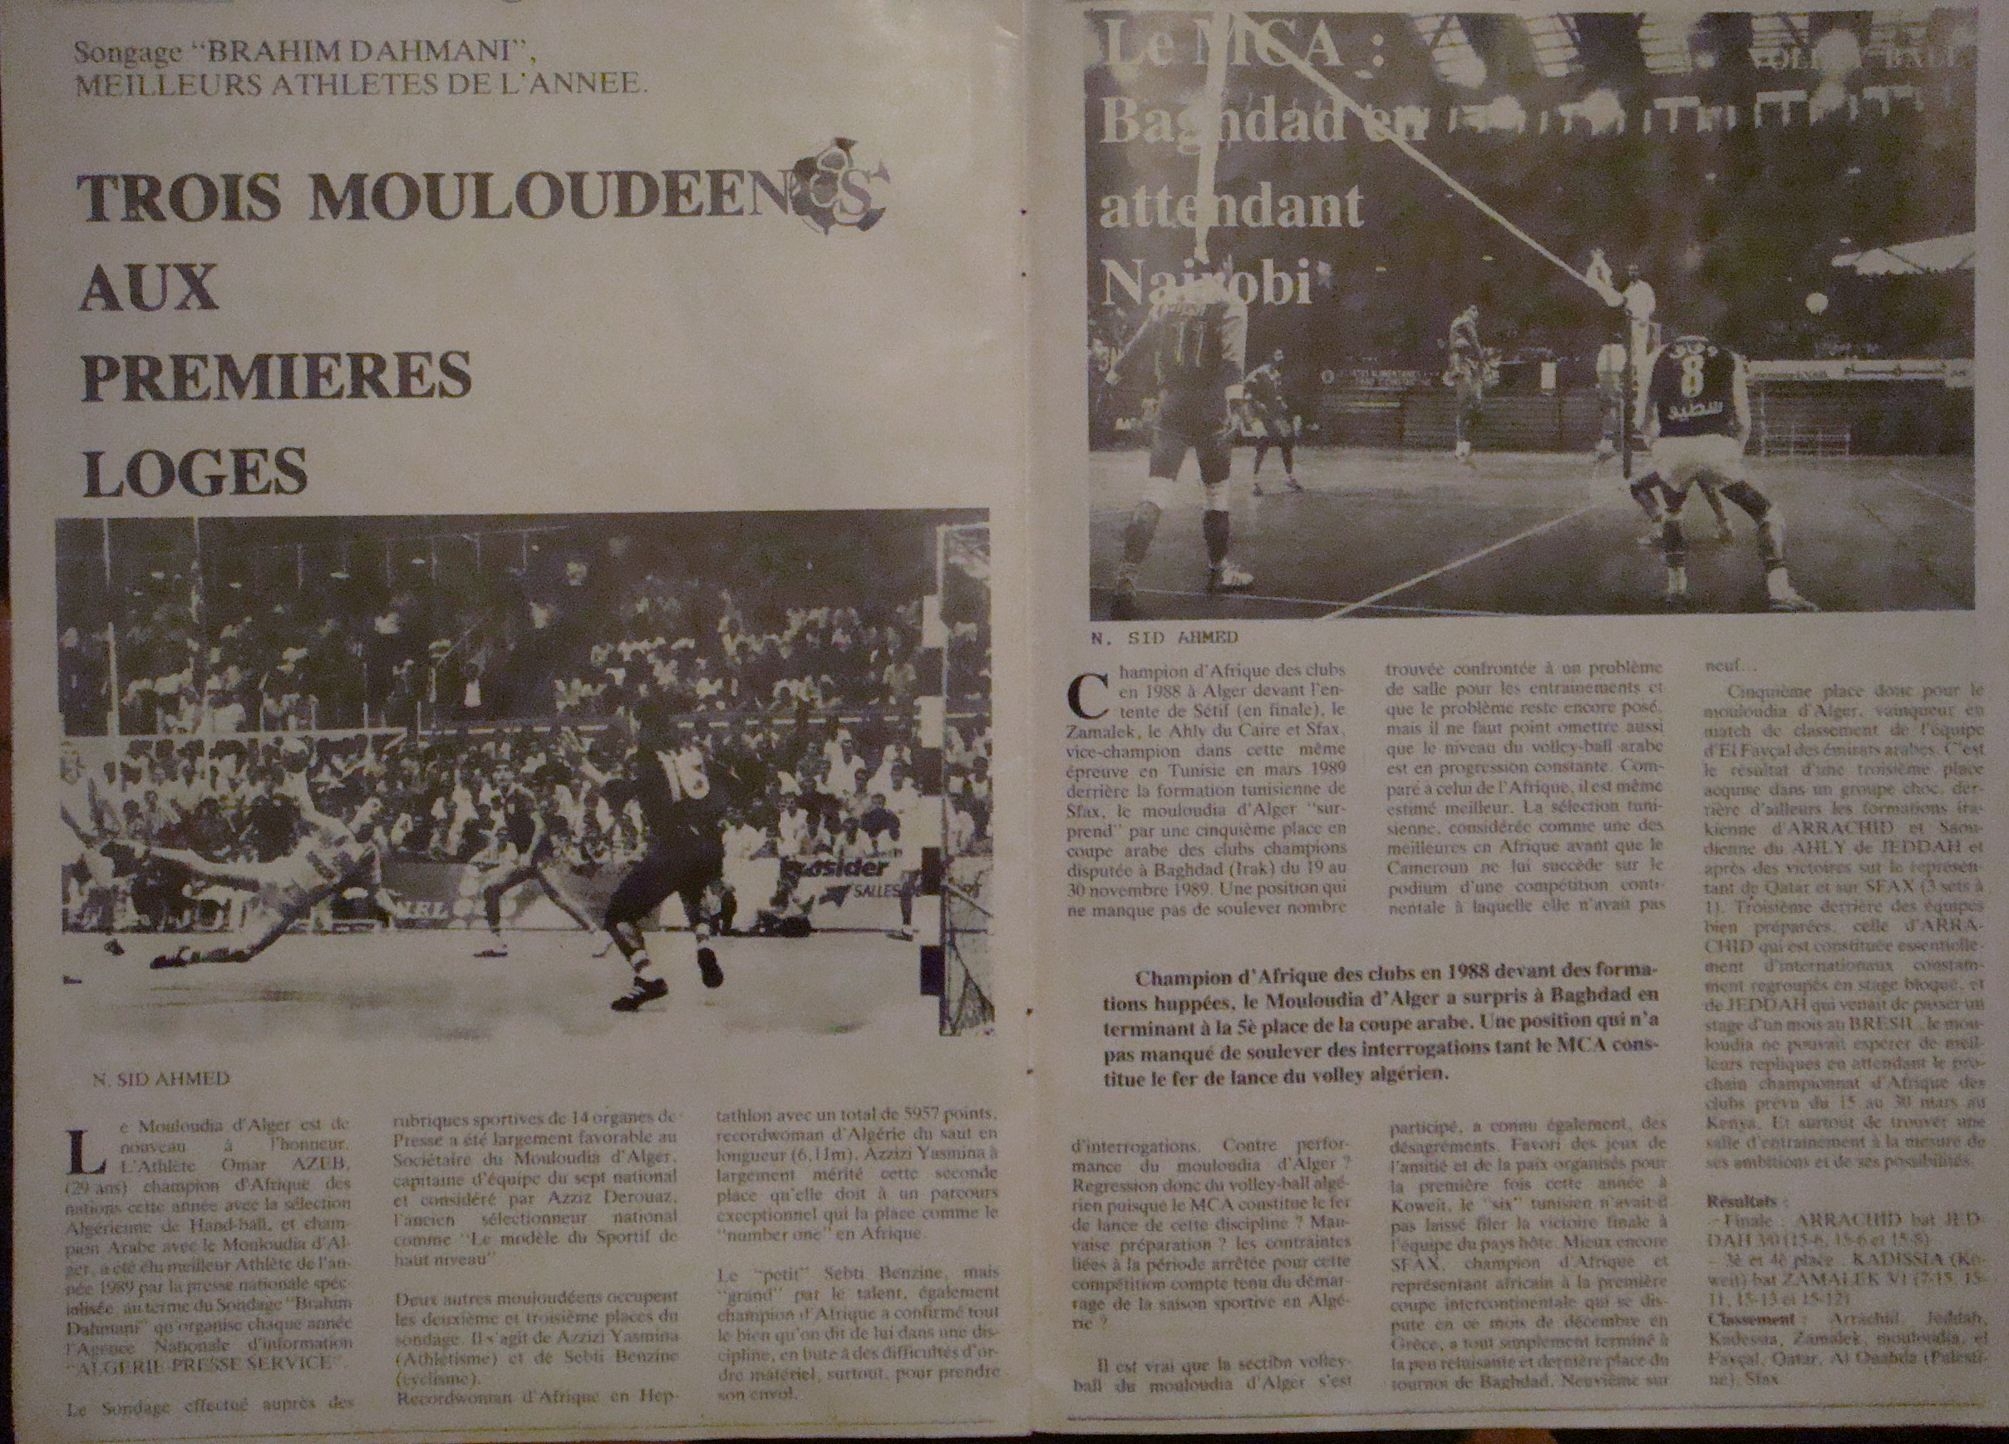 Songage “BRAHIM DAHMANI”,
MEILLEURS ATHLETES DE L’ANNEE.
TROIS MOULOUDEENS
AUX
PREMIERES
LOGES
18
SALLES
N. SID AHMED
Le Mouloudia d’Alger est de
nouveau à l’honneur.
L’Athlète Omar AZEB,
(29 ans) champion d’Afrique des
nations cette année avec la sélection
Algérienne de Hand-ball, et cham-
pion Arabe avec le Mouloudia d’Al-
ger, a été élu meilleur Athlète de l’an-
née 1989 par la presse nationale spéc-
ialisée, au terme du Sondage “Brahim
Dahmani” qu’organise chaque année
l’Agence Nationale d’information
“ALGERIE PRESSE SERVICE”.
Le Sondage effectué auprès des
rubriques sportives de 14 organes de
Presse a été largement favorable au
Sociétaire du Mouloudia d’Alger,
capitaine d’équipe du sept national
et considéré par Azziz Derouaz,
l’ancien sélectionneur national
comme “Le modèle du Sportif de
haut niveau”
Deux autres mouloudéens occupent
les deuxième et troisième places du
sondage. Il s’agit de Azzizi Yasmina
(Athlétisme) et de Sebti Benzine
(cyclisme).
Recordwoman d’Afrique en Hep-
tathlon avec un total de 5957 points,
recordwoman d’Algérie du saut en
longueur (6,11m), Azzizi Yasmina à
largement mérité cette seconde
place qu’elle doit à un parcours
exceptionnel qui la place comme le
“number one” en Afrique.
Le “petit” Sebti Benzine, mais
“grand” par le talent, également
champion d’Afrique a confirmé tout
le bien qu’on dit de lui dans une dis-
cipline, en bute à des difficultés d’or-
dre matériel, surtout, pour prendre
son envol.
VOLLEY-BALL
Le MCA :
Baghdad en
attendant
Nairobi
11
8
سطيف
N. SID AHMED
Champion d’Afrique des clubs
en 1988 à Alger devant l’en-
tente de Sétif (en finale), le
Zamalek, le Ahly du Caire et Sfax,
vice-champion dans cette même
épreuve en Tunisie en mars 1989
derrière la formation tunisienne de
Sfax, le mouloudia d’Alger “sur-
prend” par une cinquième place en
coupe arabe des clubs champions
disputée à Baghdad (Irak) du 19 au
30 novembre 1989. Une position qui
ne manque pas de soulever nombre
d’interrogations. Contre perfor-
mance du mouloudia d’Alger ?
Regression donc du volley-ball algé-
rien puisque le MCA constitue le fer
de lance de cette discipline ? Mau-
vaise préparation ? les contraintes
liées à la période arrêtée pour cette
compétition compte tenu du démar-
rage de la saison sportive en Algé-
rie ?
Il est vrai que la section volley-
ball du mouloudia d’Alger s’est
trouvée confrontée à un problème
de salle pour les entrainements et
que le problème reste encore posé,
mais il ne faut point omettre aussi
que le niveau du volley-ball arabe
est en progression constante. Com-
paré à celui de l’Afrique, il est même
estimé meilleur. La sélection tuni-
sienne, considérée comme une des
meilleures en Afrique avant que le
Cameroun ne lui succède sur le
podium d’une compétition conti-
nentale à laquelle elle n’avait pas
Champion d’Afrique des clubs en 1988 devant des forma-
tions huppées, le Mouloudia d’Alger a surpris à Baghdad en
terminant à la 5è place de la coupe arabe. Une position qui n’a
pas manqué de soulever des interrogations tant le MCA cons-
titue le fer de lance du volley algérien.
participé, a connu également, des
désagréments. Favori des jeux de
l’amitié et de la paix organisés pour
la première fois cette année à
Koweit, le “six” tunisien n’avait-il
pas laissé filer la victoire finale à
l’équipe du pays hôte. Mieux encore
SFAX, champion d’Afrique et
représentant africain à la première
coupe intercontinentale qui se dis-
pute en ce mois de décembre en
Grèce, a tout simplement terminé à
la peu reluisante et dernière place du
tournoi de Baghdad. Neuvième sur
neuf...
Cinquième place donc pour le
mouloudia d’Alger, vainqueur en
match de classement de l’équipe
d’El Fayçal des émirats arabes. C’est
le résultat d’une troisième place
acquise dans un groupe choc, der-
rière d’ailleurs les formations ira-
kienne d’ARRACHID et Saou-
dienne du AHLY de JEDDAH et
après des victoires sur le représen-
tant de Qatar et sur SFAX (3 sets à
1). Troisième derrière des équipes
bien préparées, celle d’ARRA-
CHID qui est constituée essentielle-
ment d’internationaux constam-
ment regroupés en stage bloqué, et
de JEDDAH qui venait de passer un
stage d’un mois au BRESIL, le mou-
loudia ne pouvait espérer de meil-
leurs repliques en attendant le pro-
chain championnat d’Afrique des
clubs prévu du 15 au 30 mars au
Kenya. Et surtout de trouver une
salle d’entrainement à la mesure de
ses ambitions et de ses possibilités.
Résultats :
– Finale : ARRACHID bat JED-
DAH 3/0 (15-6, 15-6 et 15-8)
– 3è et 4è place : KADISSIA (Ko-
weit) bat ZAMALEK 3/1 (7-15, 15-
11, 15-13 et 15-12)
Classement : Arrachid, Jeddah,
Kadessia, Zamalek, mouloudia, el
Fayçal, Qatar, Al Ouahda (Palesti-
ne), Sfax